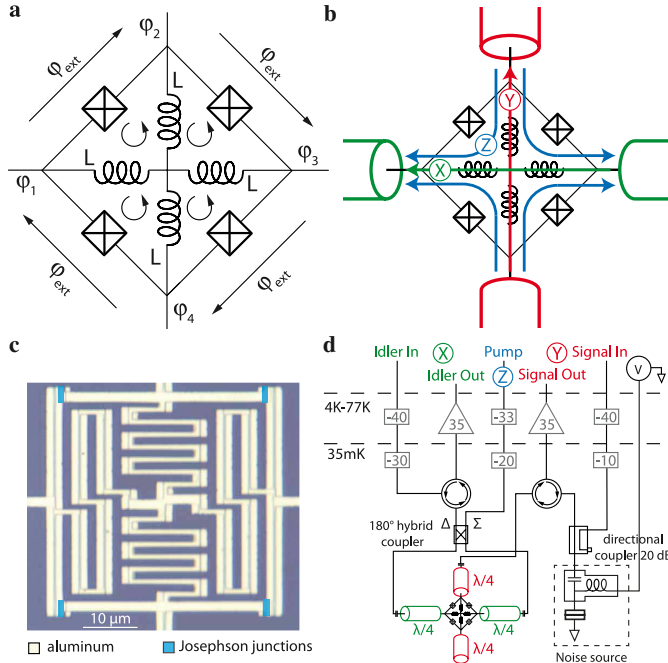 a
φ2
φext
φext
L
L
L
L
φ1
φ3
φext
φext
φ4
b
Y
Z
X
c
10 μm
aluminum
Josephson junctions
d
Idler In
X
Pump
Y
Signal In
Idler Out
Z
Signal Out
V
4K-77K
-40
35
-33
35
-40
35mK
-30
-20
-10
180° hybrid
coupler
Δ
Σ
directional
coupler 20 dB
λ/4
λ/4
λ/4
λ/4
Noise source